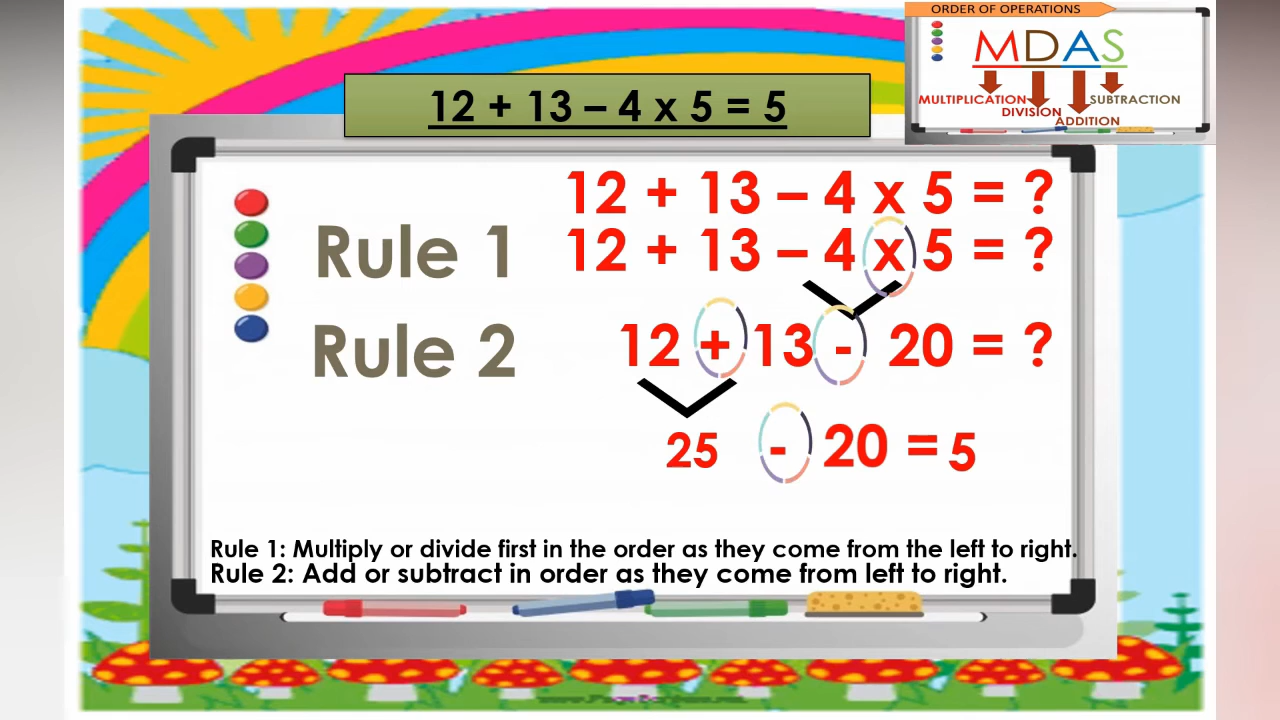 ORDER OF OPERATIONS
MDAS
MULTIPLICATION
SUBTRACTION
DIVISION
ADDITION
12 + 13 – 4 x 5 = 5
12 + 13 – 4 x 5 = ?
Rule 1 12 + 13 – 4 x 5 = ?
Rule 2 12 + 13 - 20 = ?
25 - 20 = 5
Rule 1: Multiply or divide first in the order as they come from the left to right.
Rule 2: Add or subtract in order as they come from left to right.